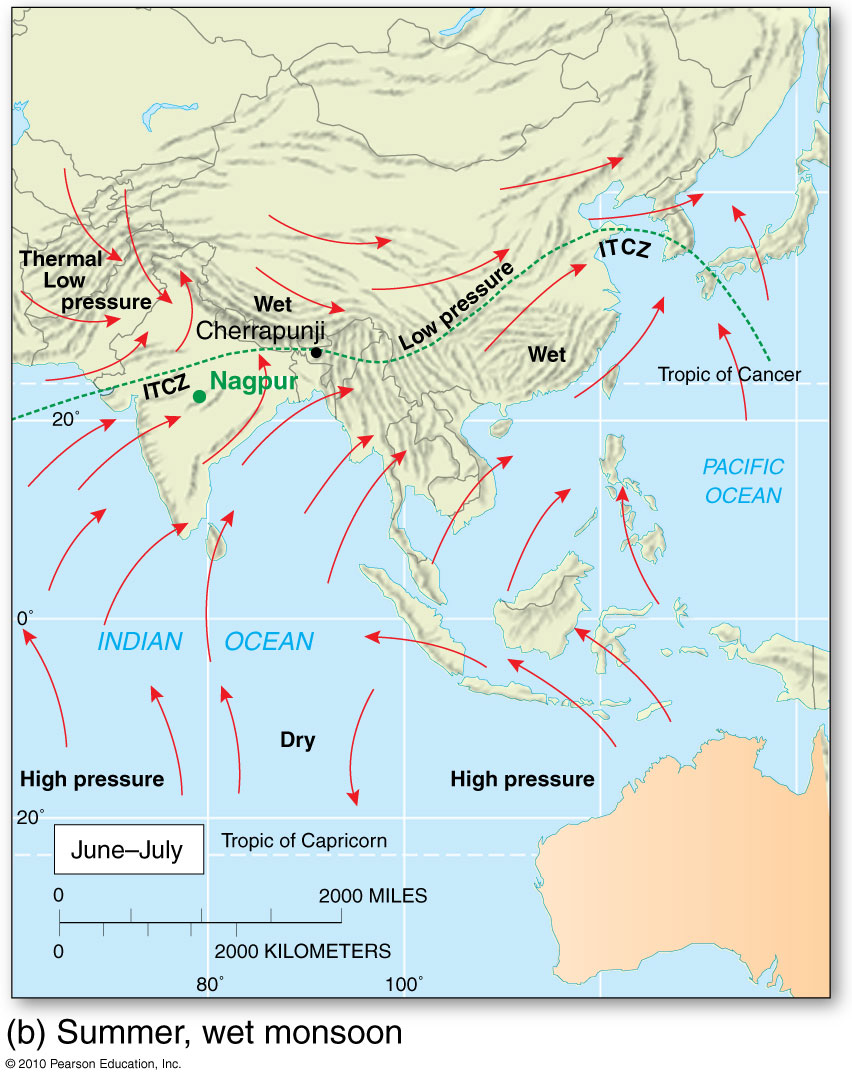 Thermal
Low
pressure
Wet
Cherrapunji
Low pressure
ITCZ
Wet
ITCZ
Nagpur
Tropic of Cancer
20°
PACIFIC
OCEAN
0°
INDIAN OCEAN
Dry
High pressure
High pressure
20°
June–July
Tropic of Capricorn
0 2000 MILES
0 2000 KILOMETERS
80° 100°
(b) Summer, wet monsoon
© 2010 Pearson Education, Inc.